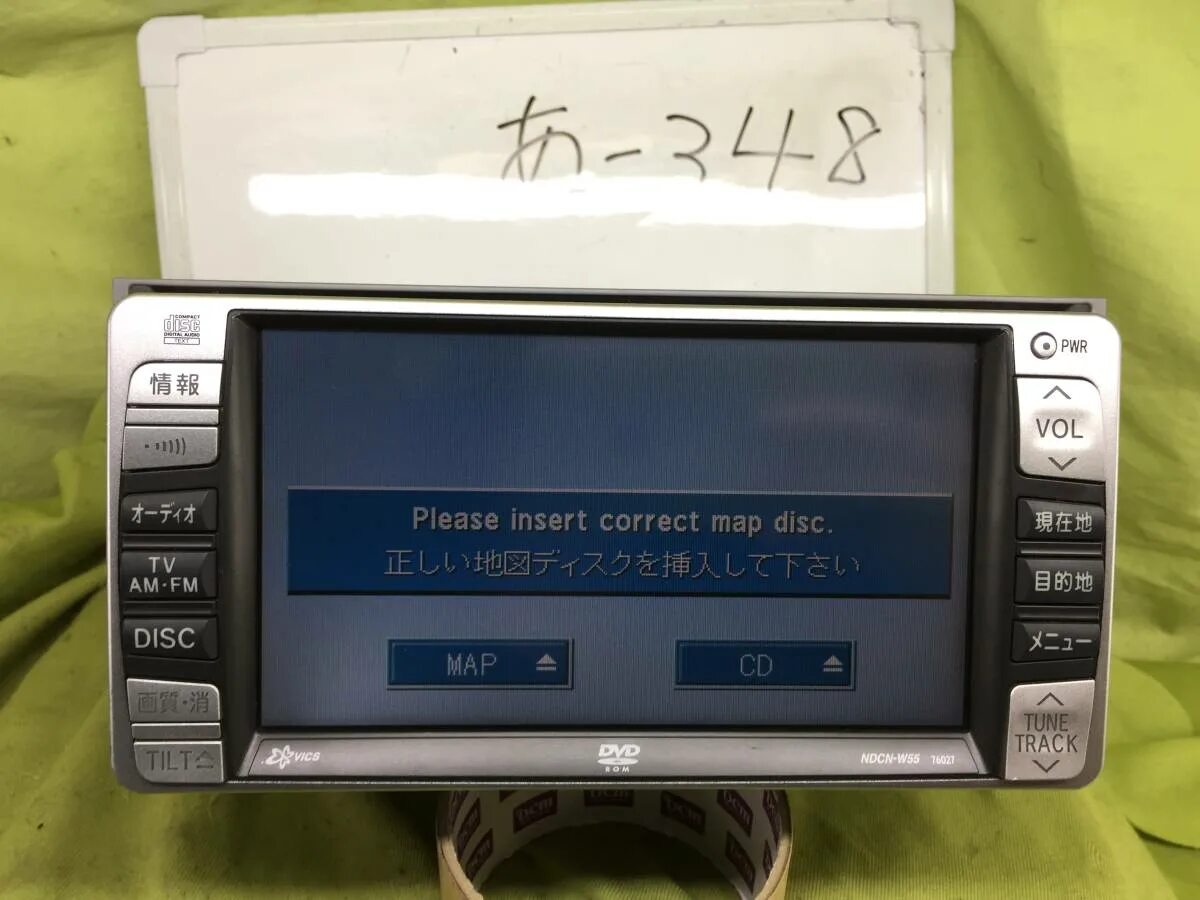 あ-348
COMPACT
disc
DIGITAL AUDIO
TEXT
PWR
情報
VOL
オーディオ
TV
AM・FM
DISC
画質・消
TILT
Please insert correct map disc.
正しい地図ディスクを挿入して下さい
MAP
CD
現在地
目的地
メニュー
TUNE
TRACK
VICS
DVD
ROM
NDCN-W55 76027
DCM